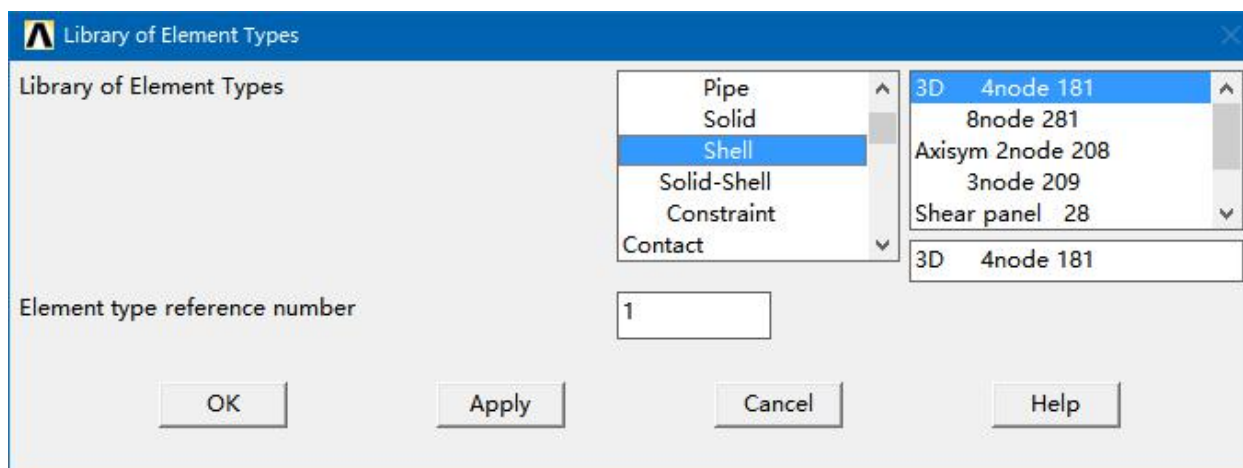 Library of Element Types
Library of Element Types
Pipe
Solid
Shell
Solid-Shell
Constraint
Contact
3D 4node 181
8node 281
Axisym 2node 208
3node 209
Shear panel 28
3D 4node 181
Element type reference number
1
OK
Apply
Cancel
Help